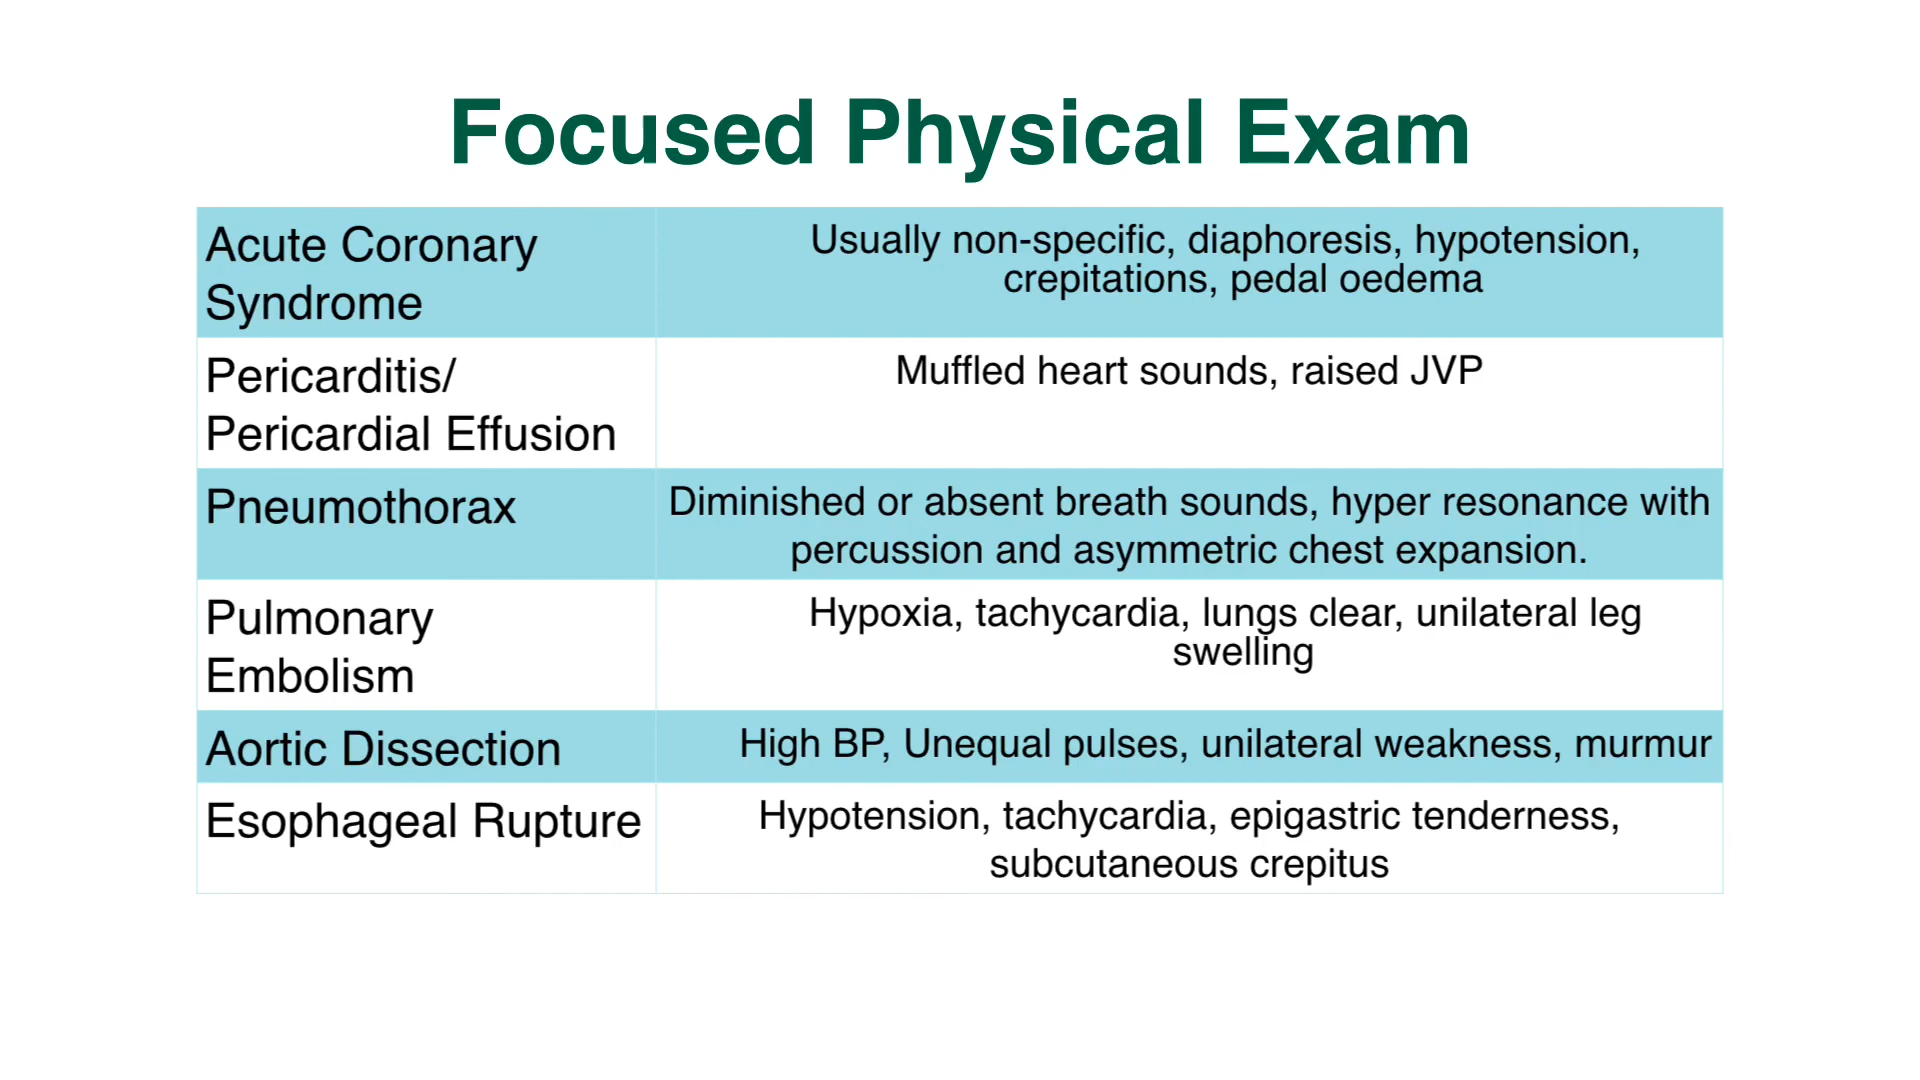 Focused Physical Exam
Acute Coronary
Syndrome
Usually non-specific, diaphoresis, hypotension,
crepitations, pedal oedema
Pericarditis/
Pericardial Effusion
Muffled heart sounds, raised JVP
Pneumothorax
Diminished or absent breath sounds, hyper resonance with
percussion and asymmetric chest expansion.
Pulmonary
Embolism
Hypoxia, tachycardia, lungs clear, unilateral leg
swelling
Aortic Dissection
High BP, Unequal pulses, unilateral weakness, murmur
Esophageal Rupture
Hypotension, tachycardia, epigastric tenderness,
subcutaneous crepitus